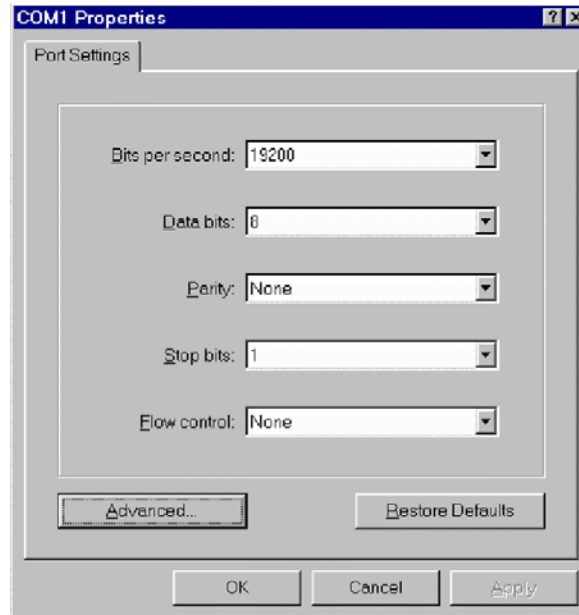 COM1 Properties
Port Settings
Bits per second: 19200
Data bits: 8
Parity: None
Stop bits: 1
Flow control: None
Advanced...
Restore Defaults
OK Cancel Apply